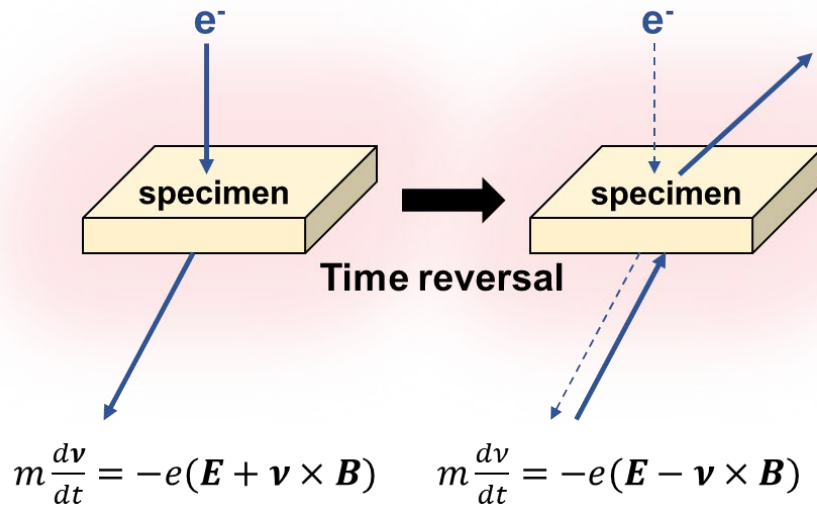 e⁻
e⁻
specimen
specimen
Time reversal
m d𝒗/dt = −e(𝑬 + 𝒗 × 𝑩)
m dv/dt = −e(𝑬 − 𝒗 × 𝑩)